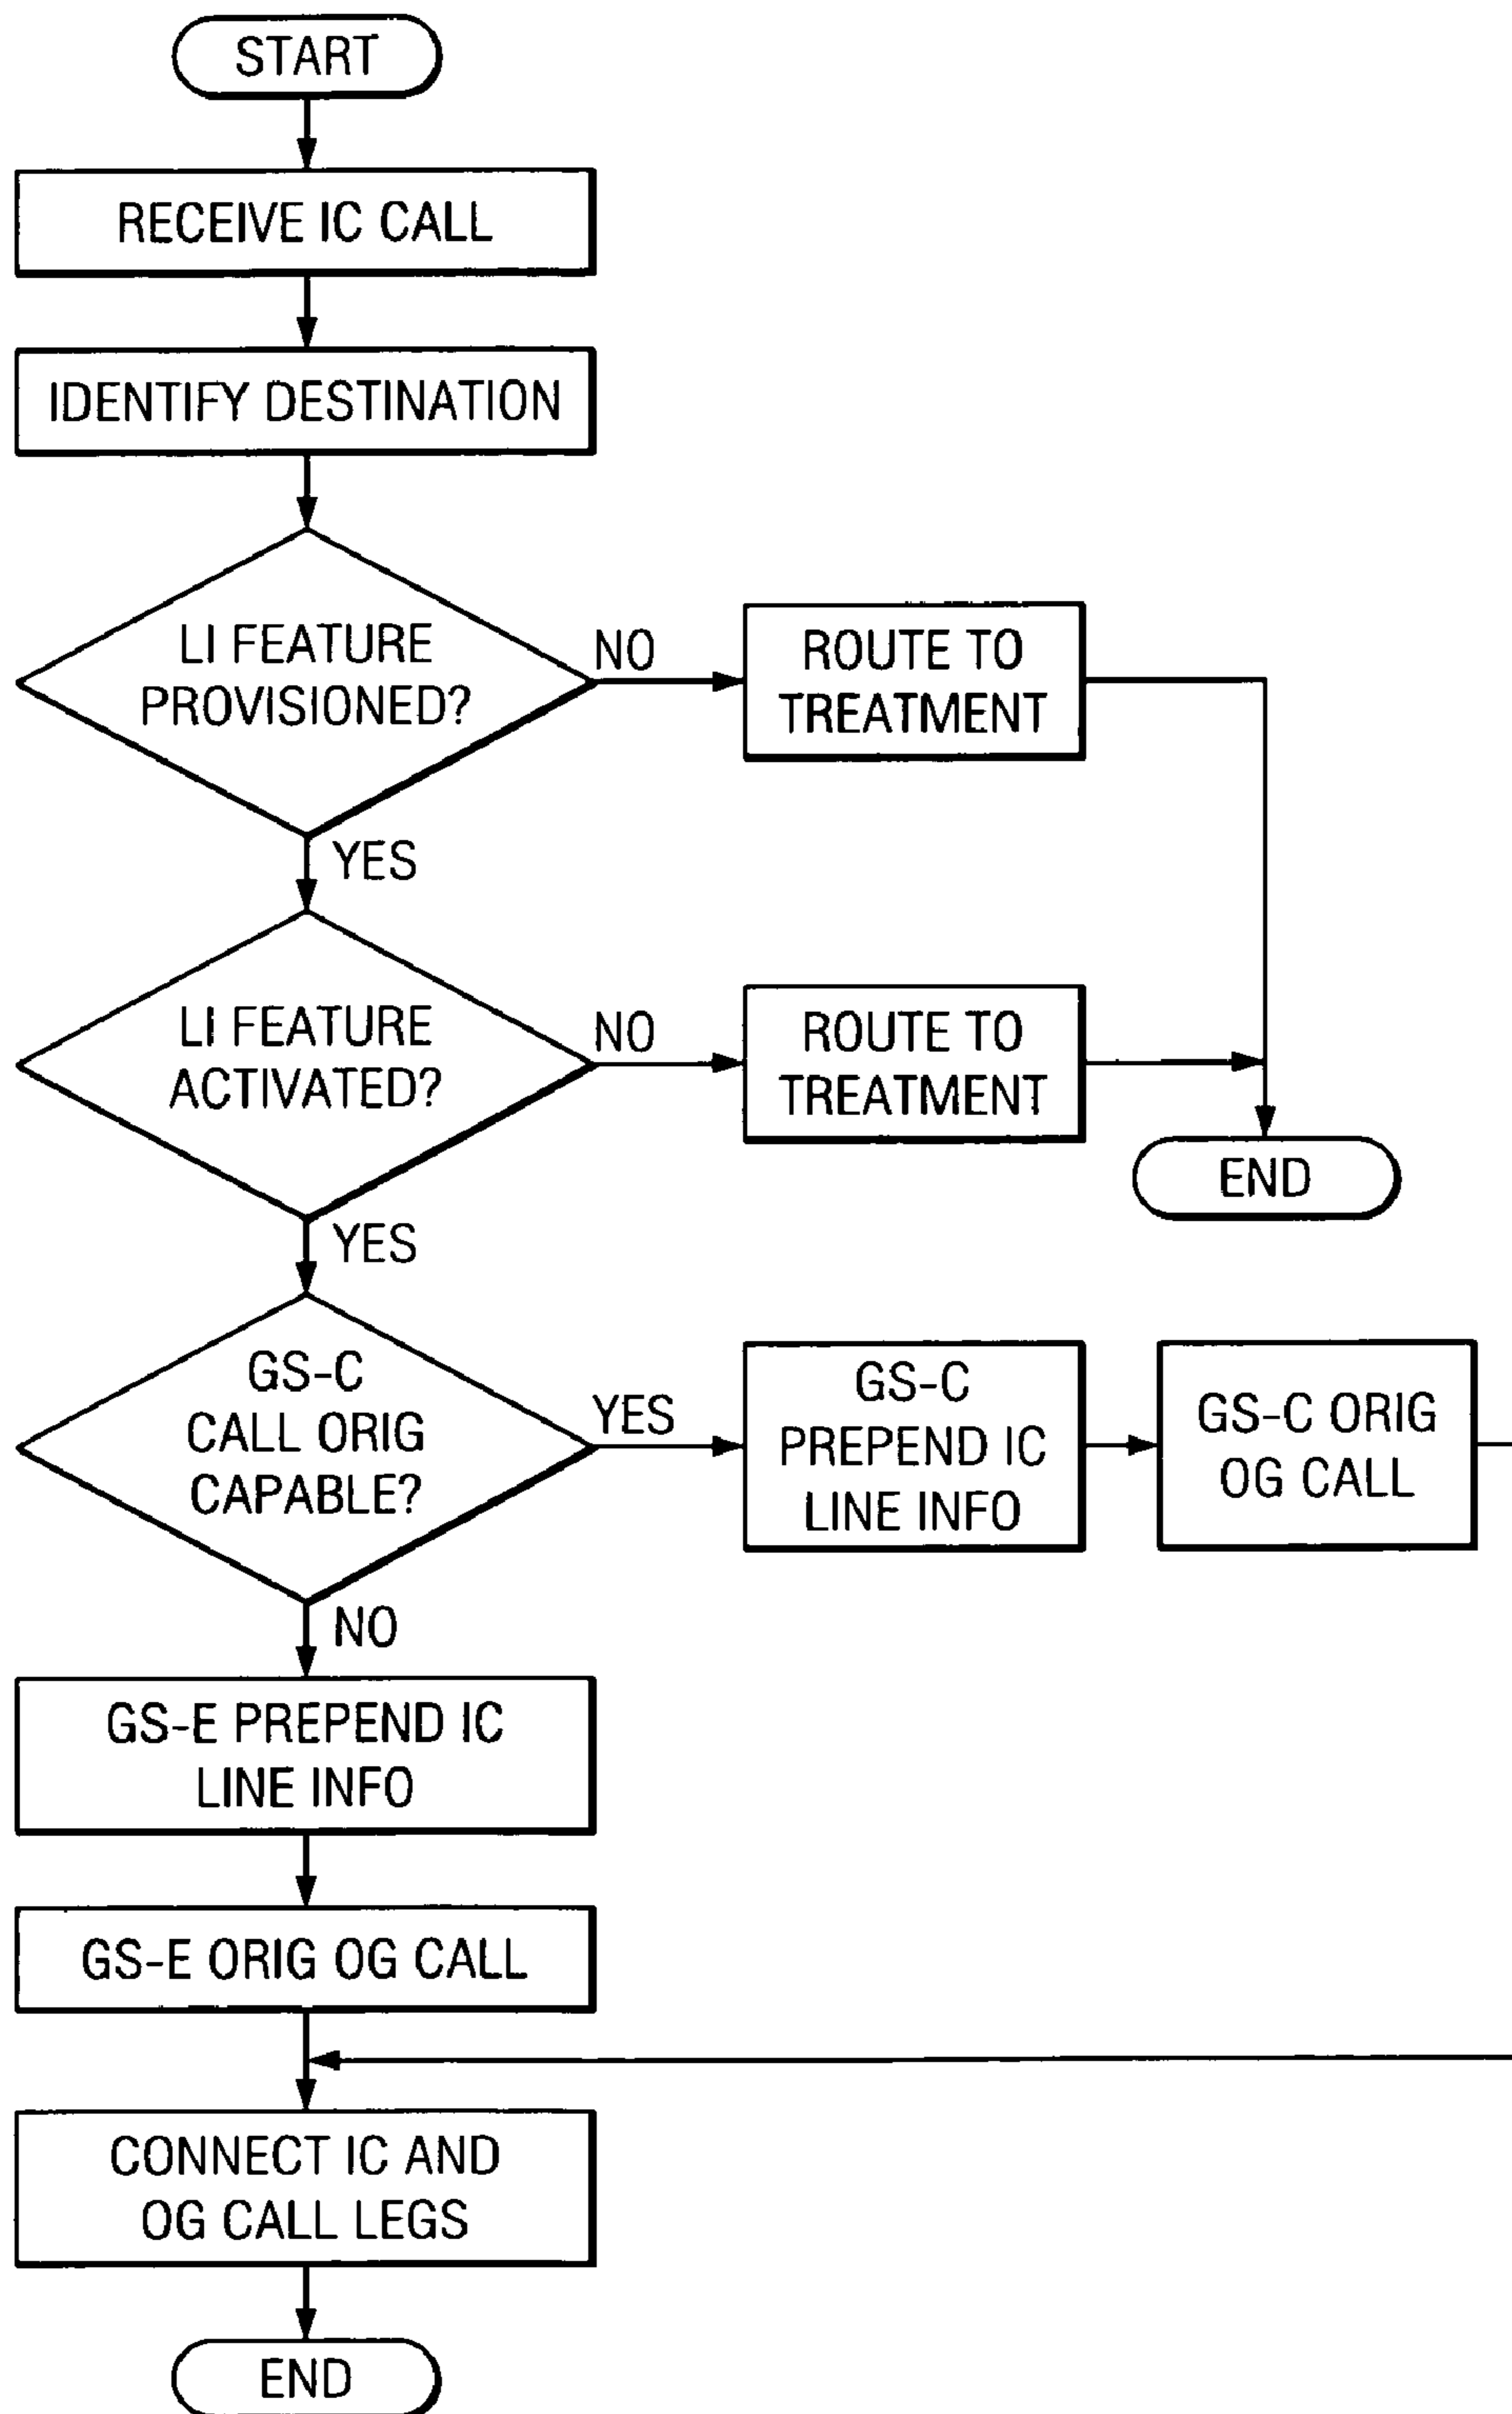 START
RECEIVE IC CALL
IDENTIFY DESTINATION
LI FEATURE
PROVISIONED?
NO
ROUTE TO
TREATMENT
YES
LI FEATURE
ACTIVATED?
NO
ROUTE TO
TREATMENT
END
YES
GS-C
CALL ORIG
CAPABLE?
YES
GS-C
PREPEND IC
LINE INFO
GS-C ORIG
OG CALL
NO
GS-E PREPEND IC
LINE INFO
GS-E ORIG OG CALL
CONNECT IC AND
OG CALL LEGS
END